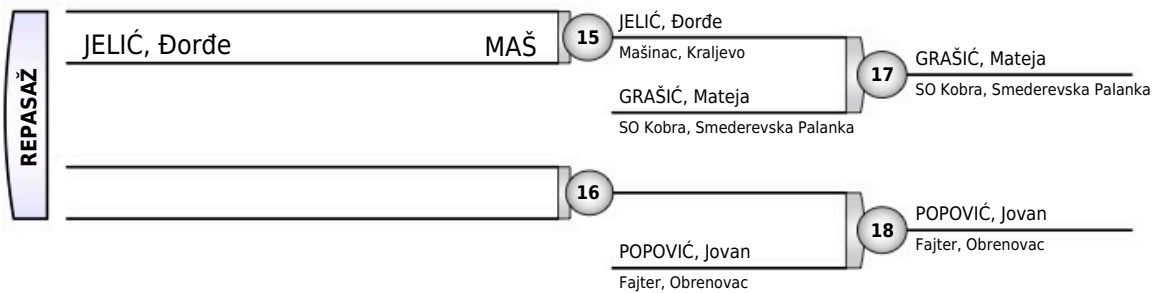 REPASAŽ
JELIĆ, Đorđe MAŠ
15
JELIĆ, Đorđe
Mašinac, Kraljevo
GRAŠIĆ, Mateja
SO Kobra, Smederevska Palanka
17
GRAŠIĆ, Mateja
SO Kobra, Smederevska Palanka
16
POPOVIĆ, Jovan
Fajter, Obrenovac
18
POPOVIĆ, Jovan
Fajter, Obrenovac